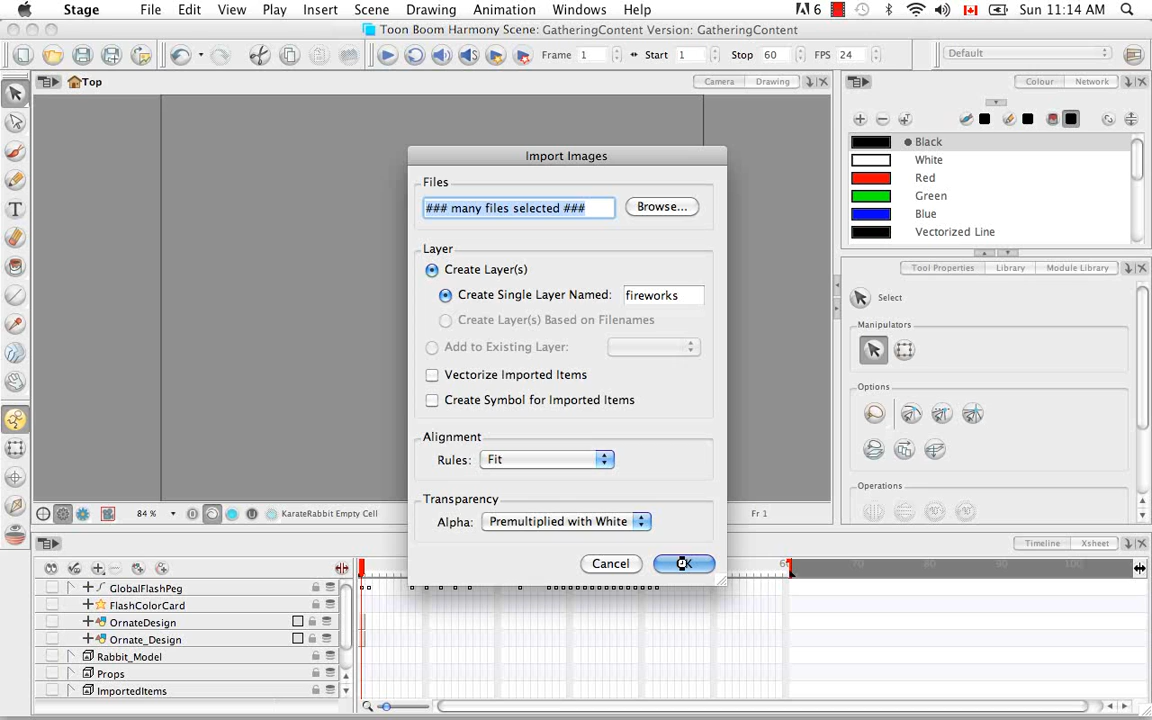 Stage File Edit View Play Insert Scene Drawing Animation Windows Help 6 Sun 11:14 AM
Toon Boom Harmony Scene: GatheringContent Version: GatheringContent
Frame 1 Start 1 Stop 60 FPS 24 Default
Top Camera Drawing Colour Network
Import Images
Files
### many files selected ### Browse...
Layer
Create Layer(s)
Create Single Layer Named: fireworks
Create Layer(s) Based on Filenames
Add to Existing Layer:
Vectorize Imported Items
Create Symbol for Imported Items
Alignment
Rules: Fit
Transparency
Alpha: Premultiplied with White
Cancel OK
Black
White
Red
Green
Blue
Vectorized Line
Tool Properties Library Module Library
Select
Manipulators
Options
Operations
84 % KarateRabbit Empty Cell Fr 1
Timeline Xsheet
GlobalFlashPeg
FlashColorCard
OrnateDesign
Ornate_Design
Rabbit_Model
Props
ImportedItems